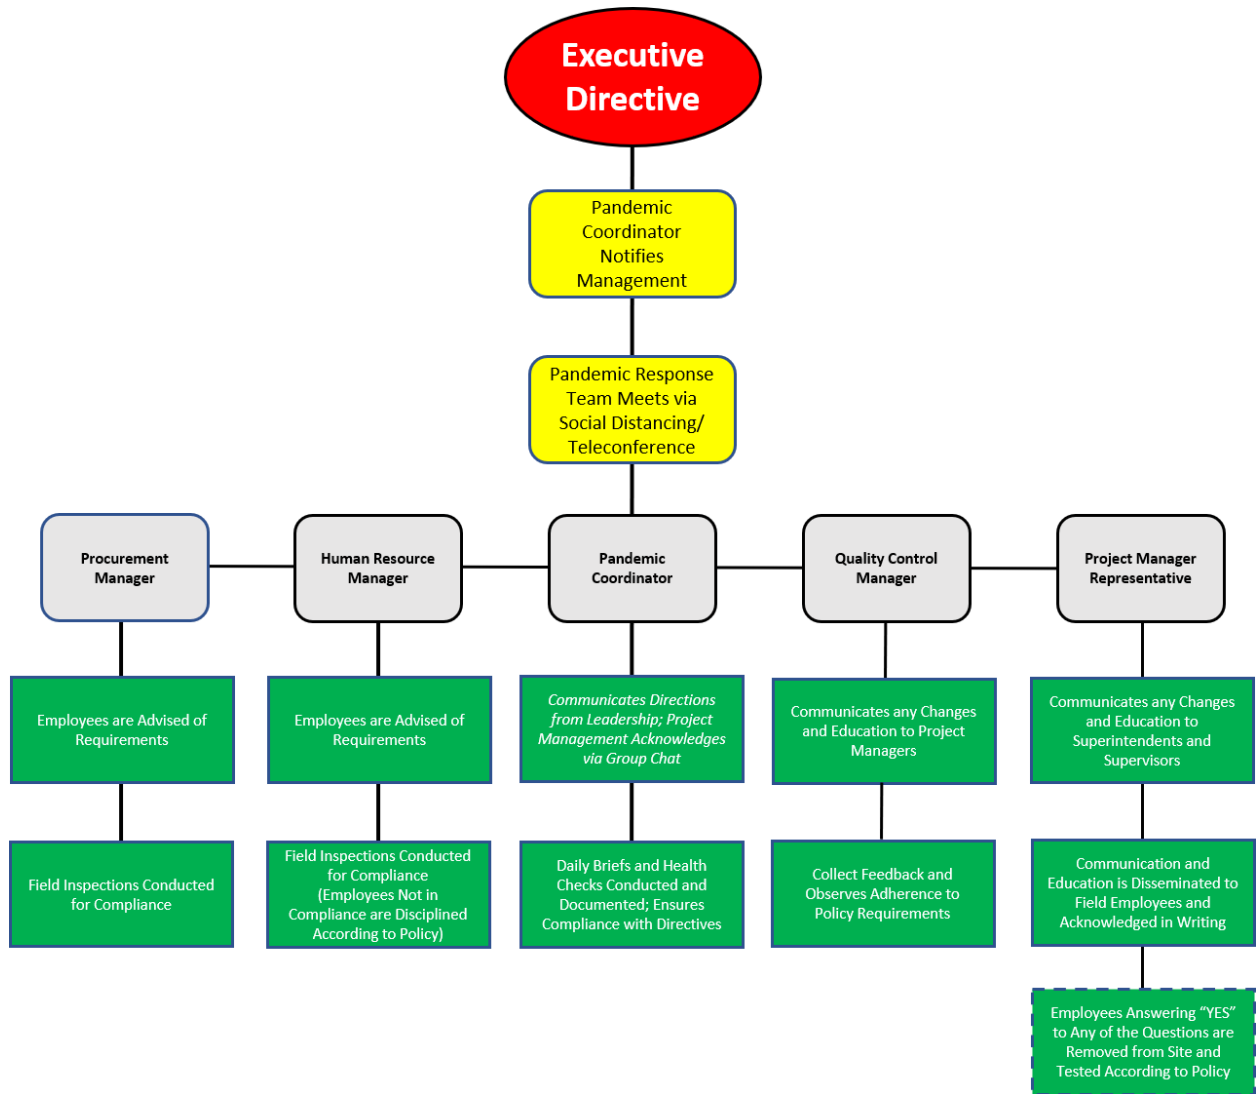 Executive
Directive
Pandemic
Coordinator
Notifies
Management
Pandemic Response
Team Meets via
Social Distancing/
Teleconference
Procurement
Manager
Human Resource
Manager
Pandemic
Coordinator
Quality Control
Manager
Project Manager
Representative
Employees are Advised of
Requirements
Employees are Advised of
Requirements
Communicates Directions
from Leadership; Project
Management Acknowledges
via Group Chat
Communicates any Changes
and Education to Project
Managers
Communicates any Changes
and Education to
Superintendents and
Supervisors
Field Inspections Conducted
for Compliance
Field Inspections Conducted
for Compliance
(Employees Not in
Compliance are Disciplined
According to Policy)
Daily Briefs and Health
Checks Conducted and
Documented; Ensures
Compliance with Directives
Collect Feedback and
Observes Adherence to
Policy Requirements
Communication and
Education is Disseminated to
Field Employees and
Acknowledged in Writing
Employees Answering “YES”
to Any of the Questions are
Removed from Site and
Tested According to Policy